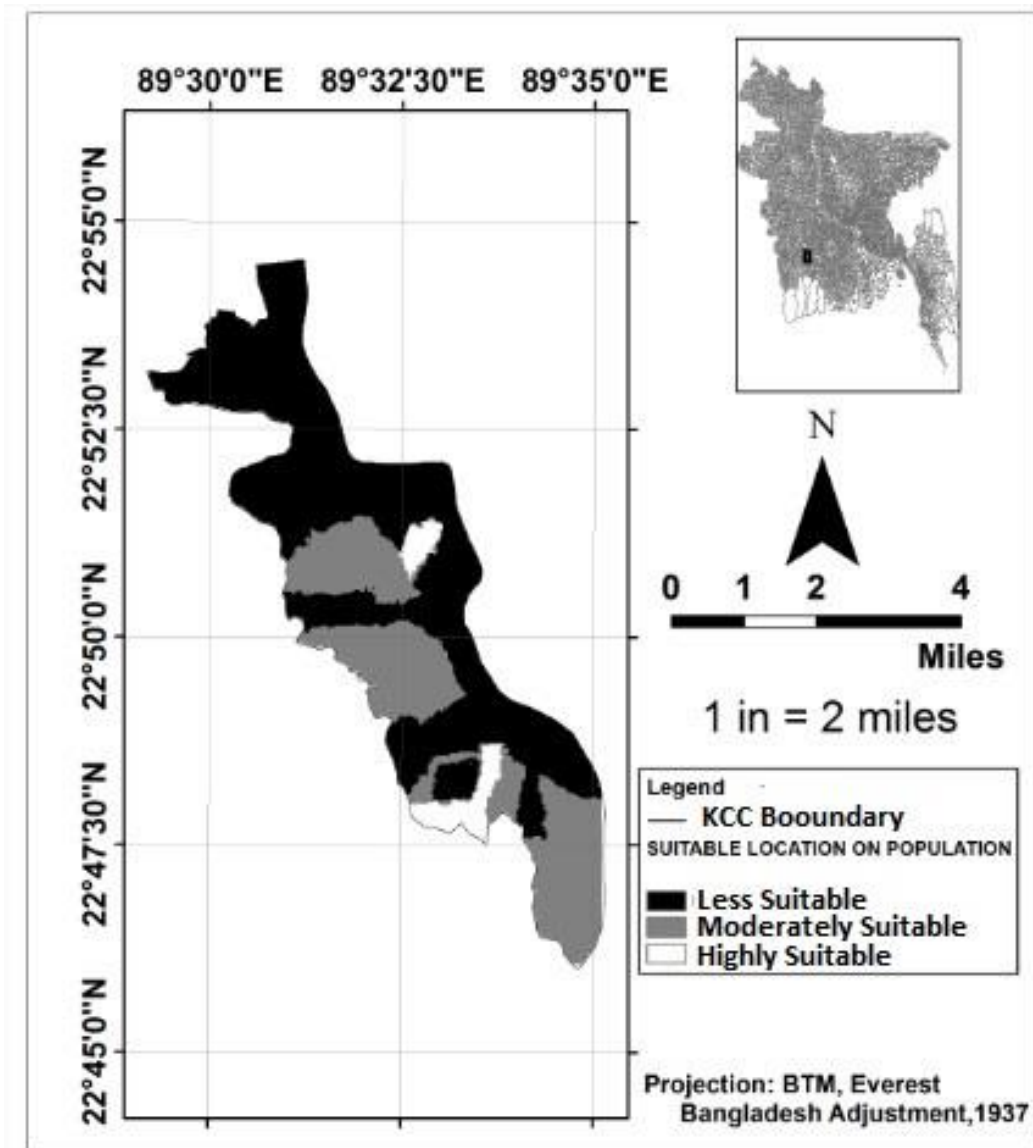 89°30'0"E 89°32'30"E 89°35'0"E
22°55'0"N
22°52'30"N
22°50'0"N
22°47'30"N
22°45'0"N
N
0 1 2 4
Miles
1 in = 2 miles
Legend
KCC Booundary
SUITABLE LOCATION ON POPULATION
Less Suitable
Moderately Suitable
Highly Suitable
Projection: BTM, Everest
Bangladesh Adjustment,1937